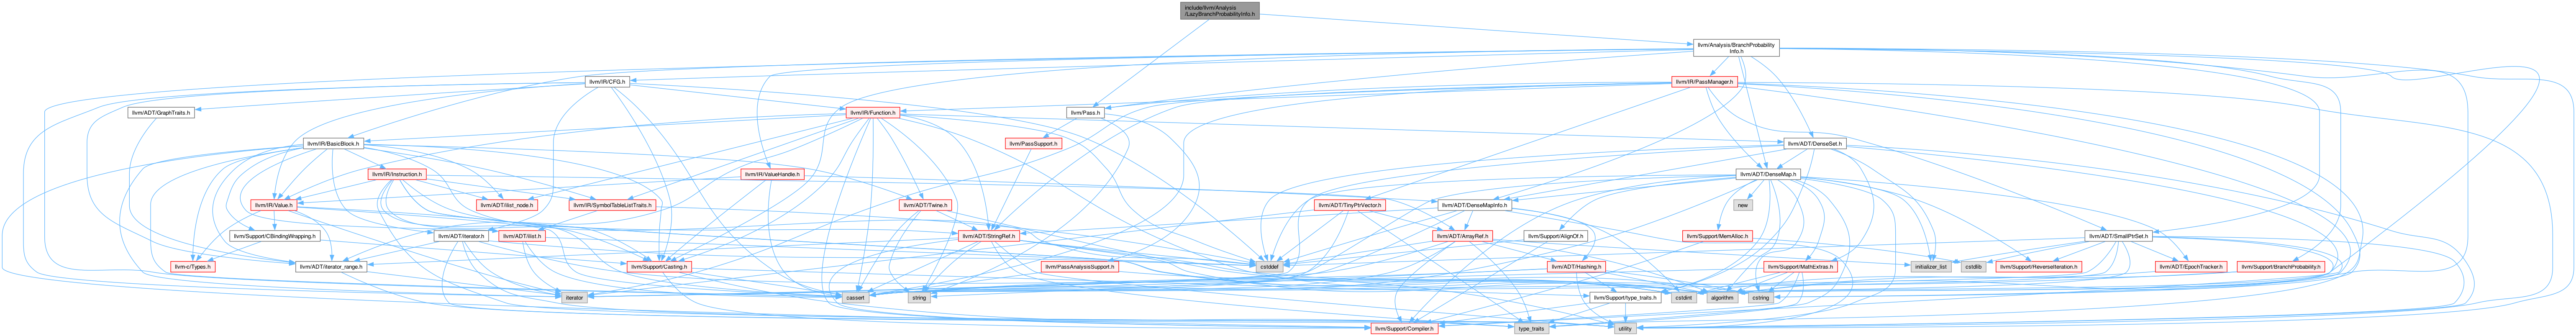 include/llvm/Analysis
/LazyBranchProbabilityInfo.h
llvm/Analysis/BranchProbability
Info.h
llvm/IR/CFG.h
llvm/IR/PassManager.h
llvm/ADT/GraphTraits.h
llvm/IR/Function.h
llvm/Pass.h
llvm/IR/BasicBlock.h
llvm/PassSupport.h
llvm/ADT/DenseSet.h
llvm/IR/Instruction.h
llvm/IR/ValueHandle.h
llvm/ADT/DenseMap.h
llvm/IR/Value.h
llvm/ADT/ilist_node.h
llvm/IR/SymbolTableListTraits.h
llvm/ADT/Twine.h
llvm/ADT/TinyPtrVector.h
llvm/ADT/DenseMapInfo.h
new
llvm/Support/CBindingWrapping.h
llvm/ADT/iterator.h
llvm/ADT/ilist.h
llvm/ADT/StringRef.h
llvm/ADT/ArrayRef.h
llvm/Support/AlignOf.h
llvm/Support/MemAlloc.h
llvm/ADT/SmallPtrSet.h
llvm-c/Types.h
llvm/ADT/iterator_range.h
llvm/Support/Casting.h
llvm/PassAnalysisSupport.h
cstddef
llvm/ADT/Hashing.h
llvm/Support/MathExtras.h
initializer_list
cstdlib
llvm/Support/ReverseIteration.h
llvm/ADT/EpochTracker.h
llvm/Support/BranchProbability.h
iterator
cassert
string
llvm/Support/type_traits.h
cstdint
algorithm
cstring
llvm/Support/Compiler.h
type_traits
utility